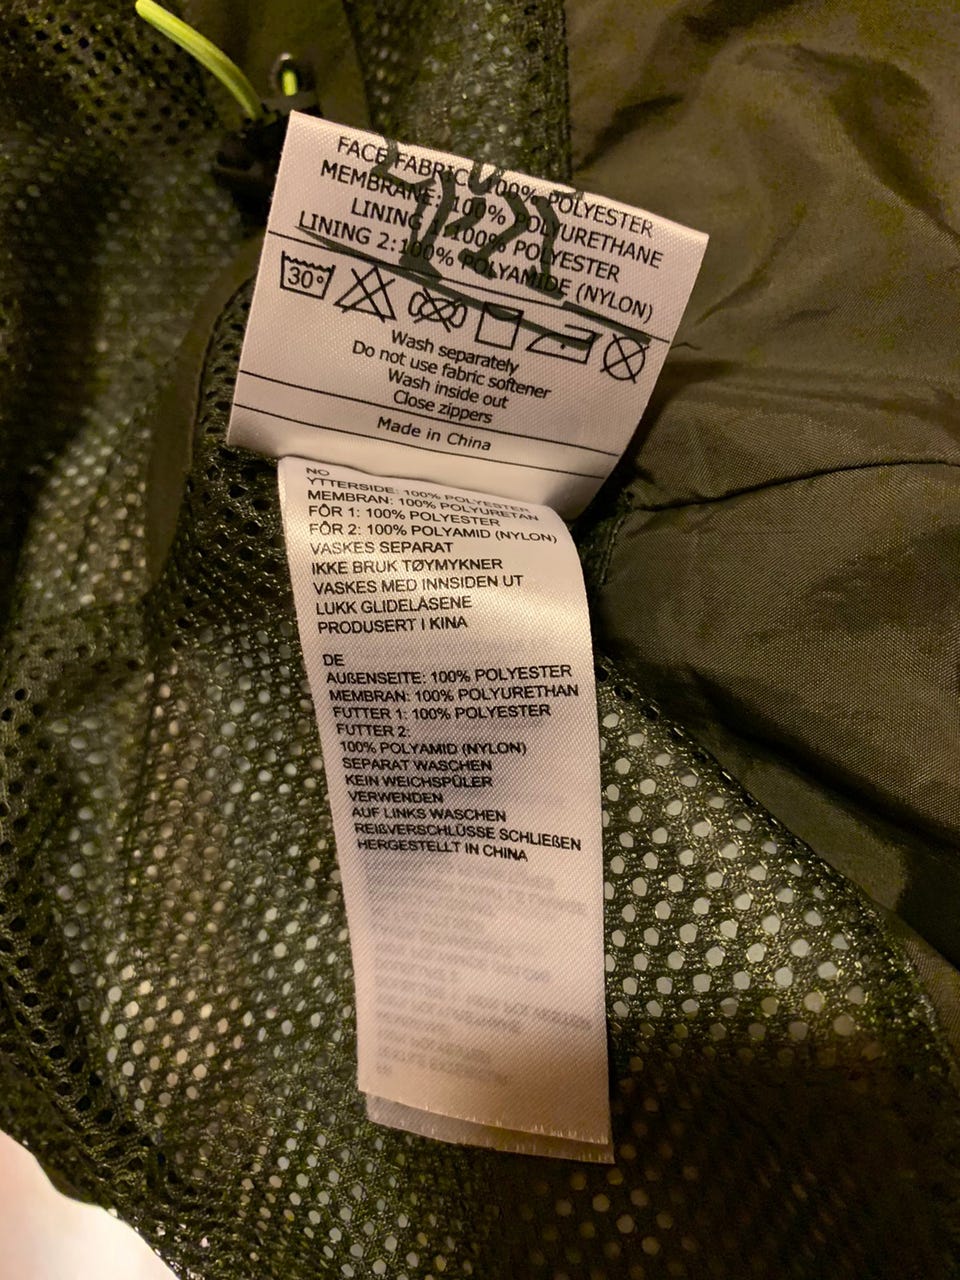 FACE FABRIC: 100% POLYESTER
MEMBRANE: 100% POLYURETHANE
LINING 1:100% POLYESTER
LINING 2:100% POLYAMIDE (NYLON)
30°
Wash separately
Do not use fabric softener
Wash inside out
Close zippers
Made in China
NO
YTTERSIDE: 100% POLYESTER
MEMBRAN: 100% POLYURETAN
FÔR 1: 100% POLYESTER
FÔR 2: 100% POLYAMID (NYLON)
VASKES SEPARAT
IKKE BRUK TØYMYKNER
VASKES MED INNSIDEN UT
LUKK GLIDELÅSENE
PRODUSERT I KINA
DE
AUßENSEITE: 100% POLYESTER
MEMBRAN: 100% POLYURETHAN
FUTTER 1: 100% POLYESTER
FUTTER 2:
100% POLYAMID (NYLON)
SEPARAT WASCHEN
KEIN WEICHSPÜLER
VERWENDEN
AUF LINKS WASCHEN
REIßVERSCHLÜSSE SCHLIEßEN
HERGESTELLT IN CHINA